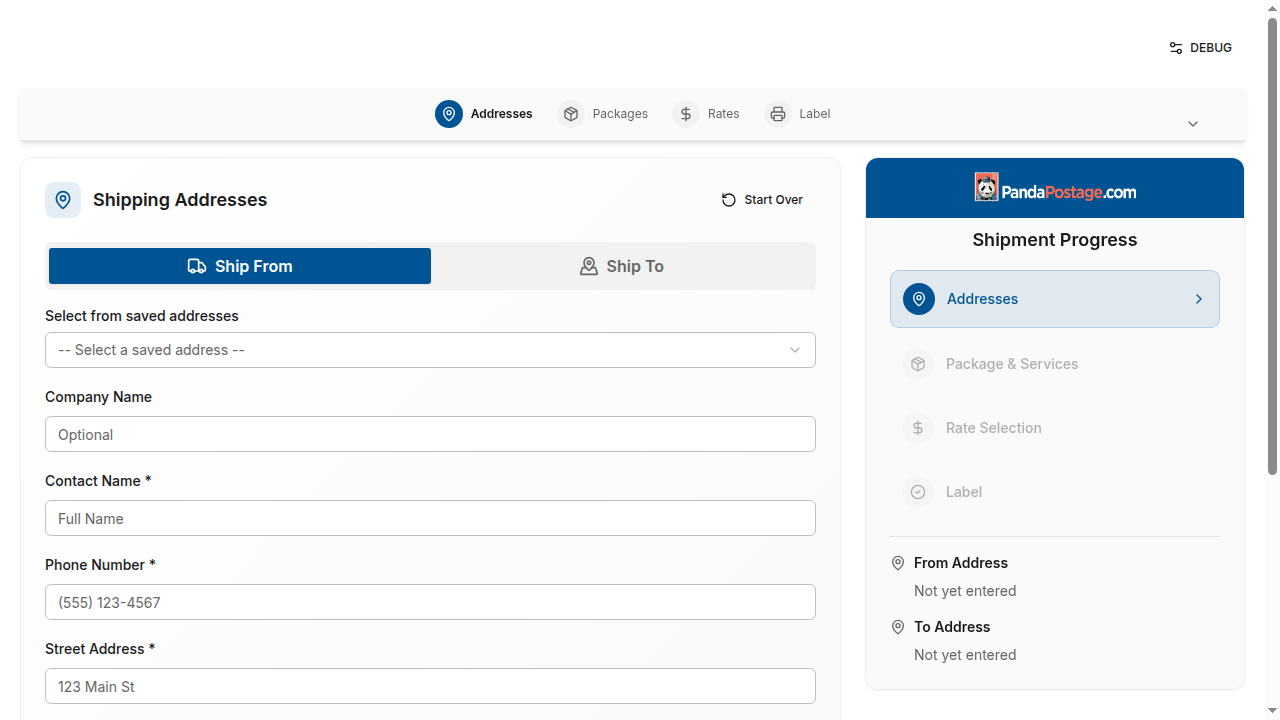 DEBUG
Addresses
Packages
Rates
Label
Shipping Addresses
Start Over
Ship From
Ship To
Select from saved addresses
-- Select a saved address --
Company Name
Optional
Contact Name *
Full Name
Phone Number *
(555) 123-4567
Street Address *
123 Main St
PandaPostage.com
Shipment Progress
Addresses
Package & Services
Rate Selection
Label
From Address
Not yet entered
To Address
Not yet entered